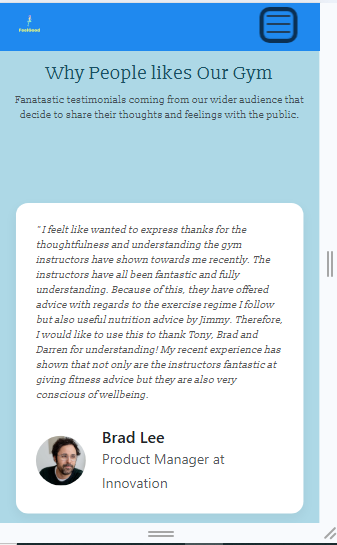 FeelGood
Why People likes Our Gym
Fanatastic testimonials coming from our wider audience that
decide to share their thoughts and feelings with the public.
" I feelt like wanted to express thanks for the
thoughtfulness and understanding the gym
instructors have shown towards me recently. The
instructors have all been fantastic and fully
understanding. Because of this, they have offered
advice with regards to the exercise regime I follow
but also useful nutrition advice by Jimmy. Therefore,
I would like to use this to thank Tony, Brad and
Darren for understanding! My recent experience has
shown that not only are the instructors fantastic at
giving fitness advice but they are also very
conscious of wellbeing.
Brad Lee
Product Manager at
Innovation